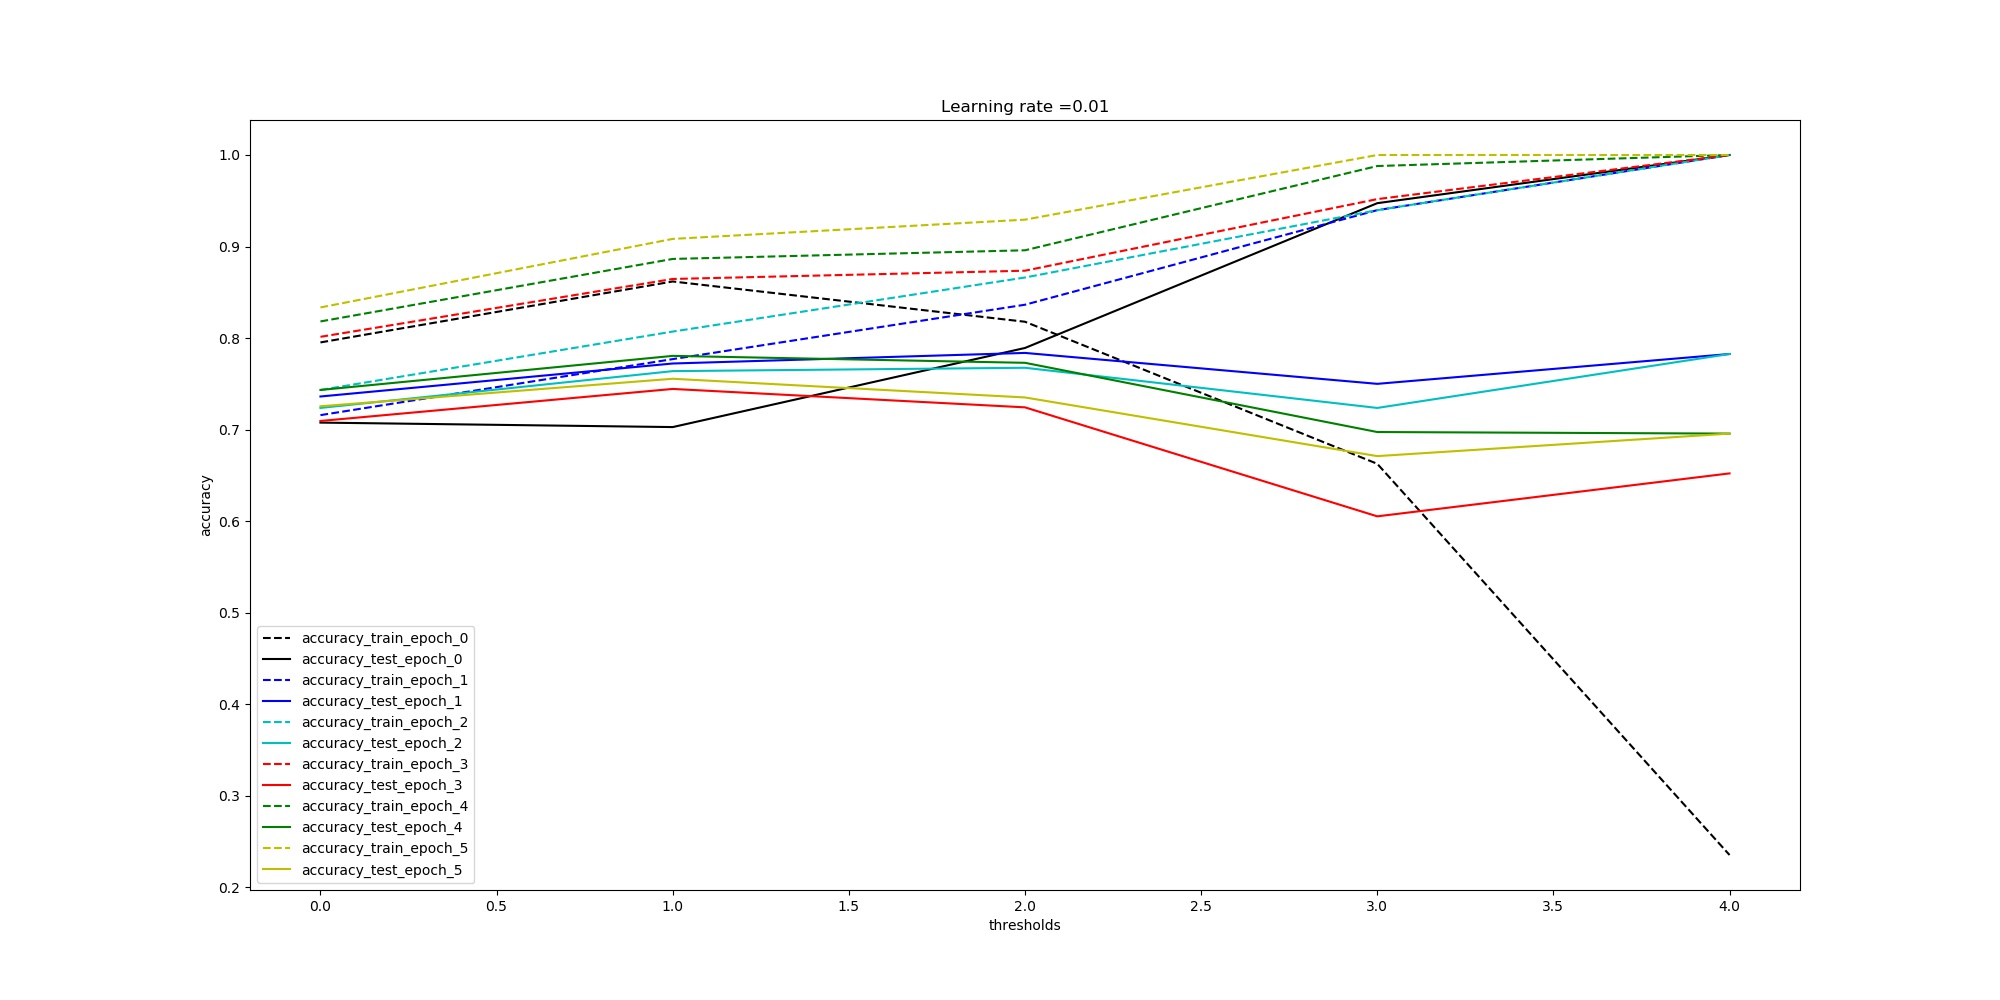 Learning rate =0.01
accuracy
1.0
0.9
0.8
0.7
0.6
0.5
0.4
0.3
0.2
accuracy_train_epoch_0
accuracy_test_epoch_0
accuracy_train_epoch_1
accuracy_test_epoch_1
accuracy_train_epoch_2
accuracy_test_epoch_2
accuracy_train_epoch_3
accuracy_test_epoch_3
accuracy_train_epoch_4
accuracy_test_epoch_4
accuracy_train_epoch_5
accuracy_test_epoch_5
0.0 0.5 1.0 1.5 2.0 2.5 3.0 3.5 4.0
thresholds